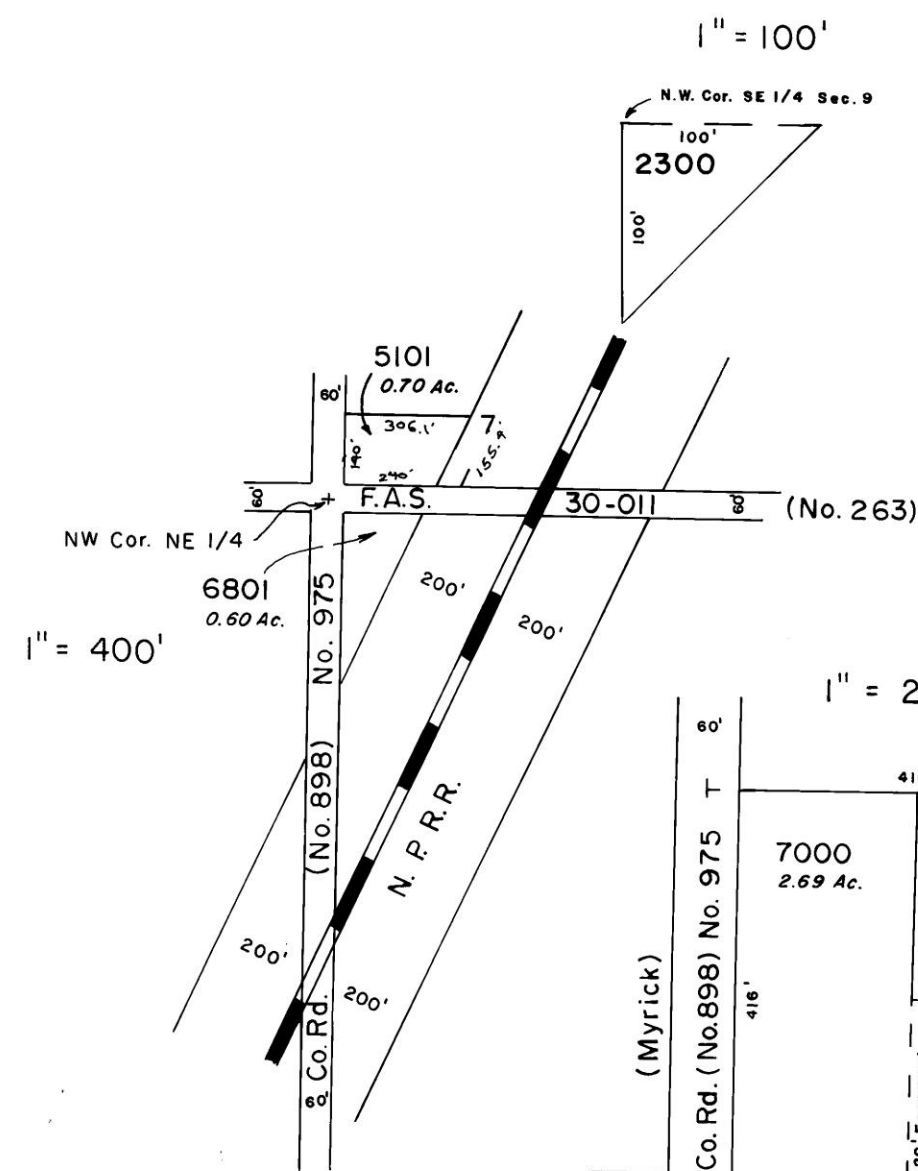 1" = 100'
N.W. Cor. SE 1/4 Sec. 9
100'
2300
100'
5101
0.70 Ac.
60'
306.1'
140'
240'
60'
F.A.S.
30-011
60'
(No. 263)
NW Cor. NE 1/4
6801
0.60 Ac.
200'
200'
1" = 400'
Co. Rd. (No. 898) No. 975
N. P. R. R.
200'
200'
60'
1" = 2
60'
41
7000
2.69 Ac.
(Myrick)
Co. Rd. (No. 898) No. 975
416'